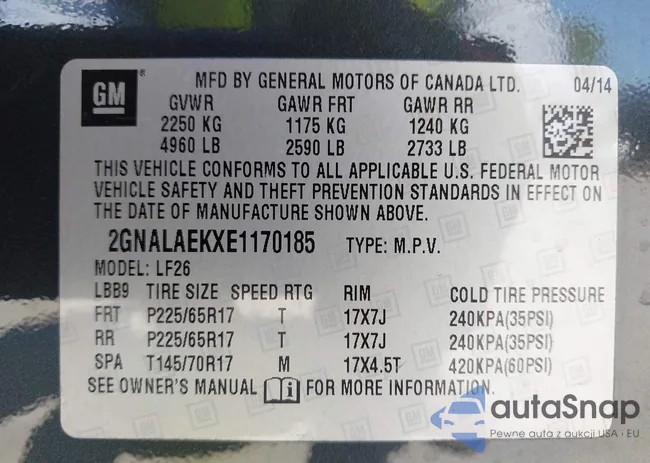 GM ® MFD BY GENERAL MOTORS OF CANADA LTD. 04/14
GVWR GAWR FRT GAWR RR
2250 KG 1175 KG 1240 KG
4960 LB 2590 LB 2733 LB
THIS VEHICLE CONFORMS TO ALL APPLICABLE U.S. FEDERAL MOTOR
VEHICLE SAFETY AND THEFT PREVENTION STANDARDS IN EFFECT ON
THE DATE OF MANUFACTURE SHOWN ABOVE.
2GNALAEKXE1170185 TYPE: M.P.V.
MODEL: LF26
LBB9 TIRE SIZE SPEED RTG RIM COLD TIRE PRESSURE
FRT P225/65R17 T 17X7J 240KPA(35PSI)
RR P225/65R17 T 17X7J 240KPA(35PSI)
SPA T145/70R17 M 17X4.5T 420KPA(60PSI)
SEE OWNER'S MANUAL FOR MORE INFORMATION.
autaSnap
Pewne auta z aukcji USA · EU